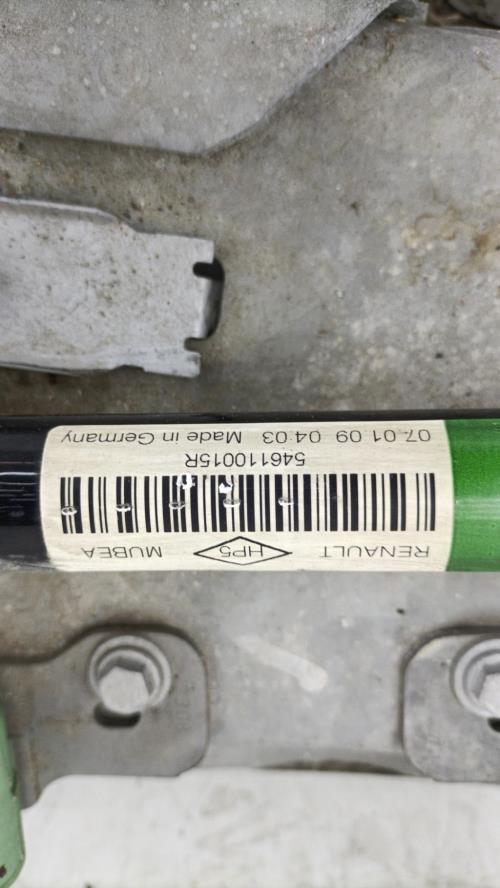 RENAULT HP5 MUBEA
546110015R
07.01.09 04:03 Made in Germany